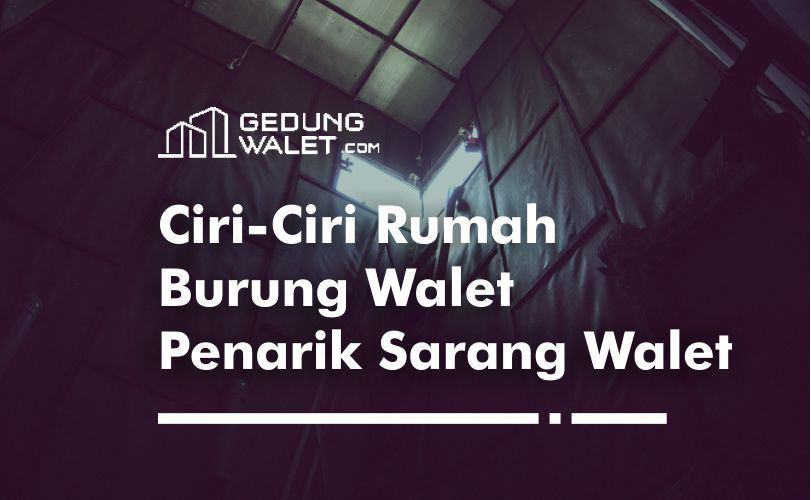 GEDUNG
WALET.COM
Ciri-Ciri Rumah
Burung Walet
Penarik Sarang Walet